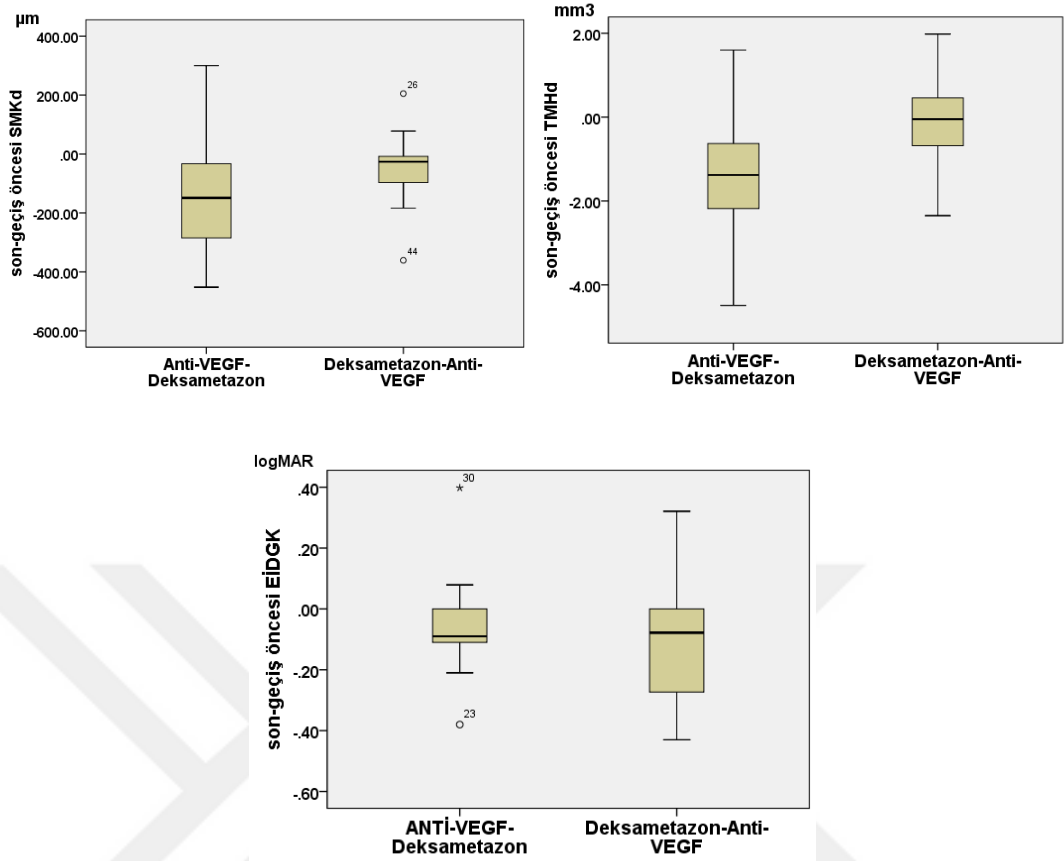 µm
son-geçiş öncesi SMKd
400.00
200.00
.00
-200.00
-400.00
-600.00
26
44
Anti-VEGF-
Deksametazon
Deksametazon-Anti-
VEGF
mm3
son-geçiş öncesi TMHd
2.00
.00
-2.00
-4.00
Anti-VEGF-
Deksametazon
Deksametazon-Anti-
VEGF
logMAR
son-geçiş öncesi EİDGK
.40
.20
.00
-.20
-.40
-.60
30
23
ANTİ-VEGF-
Deksametazon
Deksametazon-Anti-
VEGF